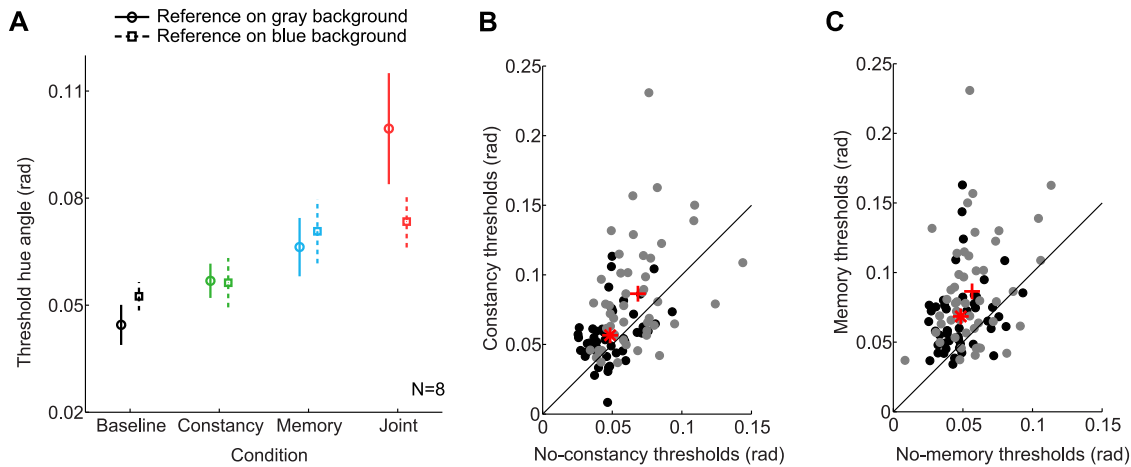 A
Reference on gray background
Reference on blue background
Threshold hue angle (rad)
0.11
0.08
0.05
0.02
N=8
Baseline Constancy Memory Joint
Condition
B
Constancy thresholds (rad)
0.25
0.2
0.15
0.1
0.05
0
0 0.05 0.1 0.15
No-constancy thresholds (rad)
C
Memory thresholds (rad)
0.25
0.2
0.15
0.1
0.05
0
0 0.05 0.1 0.15
No-memory thresholds (rad)